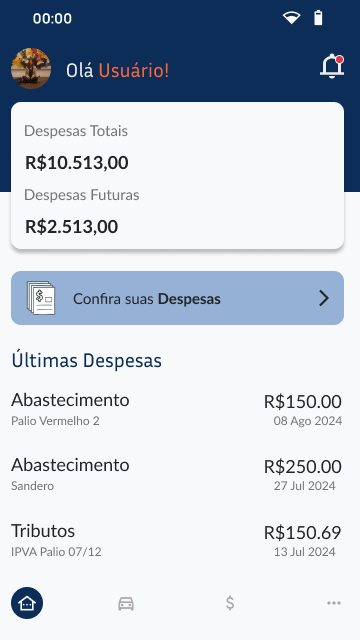 00:00
Olá Usuário!
Despesas Totais
R$10.513,00
Despesas Futuras
R$2.513,00
Confira suas Despesas
Últimas Despesas
Abastecimento R$150.00
Palio Vermelho 2 08 Ago 2024
Abastecimento R$250.00
Sandero 27 Jul 2024
Tributos R$150.69
IPVA Palio 07/12 13 Jul 2024